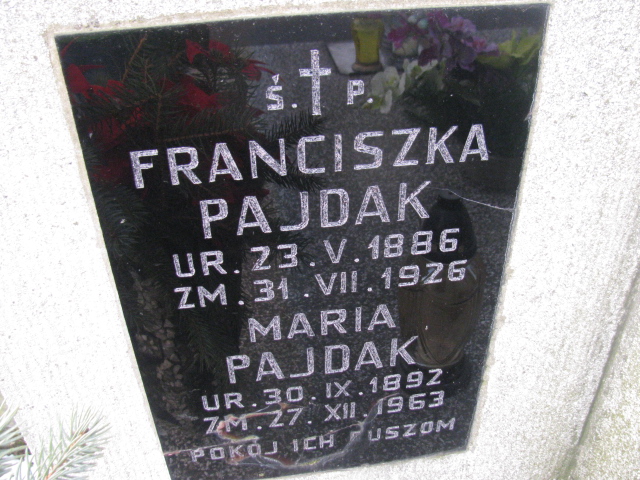 Ś. P.
FRANCISZKA
PAJDAK
UR. 23. V. 1886
ZM. 31. VII. 1926
MARIA
PAJDAK
UR. 30. IX. 1892
ZM. 27. XII. 1963
POKÓJ ICH DUSZOM